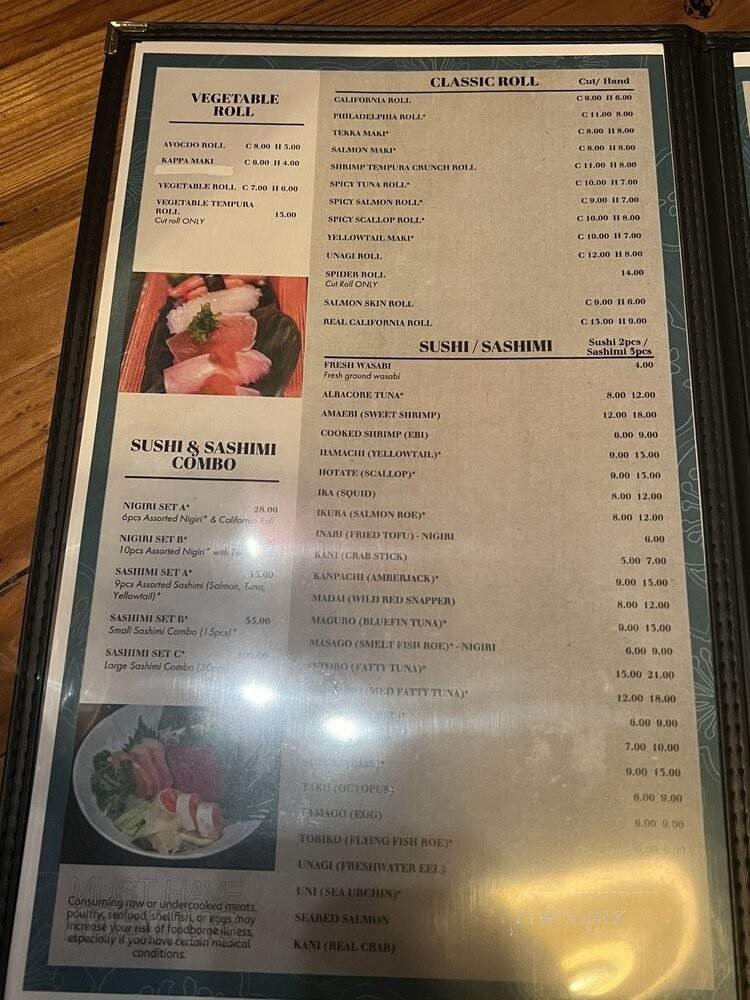 VEGETABLE
ROLL
AVOCDO ROLL C 8.00 H 5.00
KAPPA MAKI C 6.00 H 4.00
VEGETABLE ROLL C 7.00 H 6.00
VEGETABLE TEMPURA
ROLL 15.00
Cut roll ONLY
SUSHI & SASHIMI
COMBO
NIGIRI SET A* 28.00
6pcs Assorted Nigiri* & California Roll
NIGIRI SET B*
10pcs Assorted Nigiri* with
SASHIMI SET A* 35.00
9pcs Assorted Sashimi (Salmon, Tuna,
Yellowtail)*
SASHIMI SET B* 55.00
Small Sashimi Combo (15pcs)*
SASHIMI SET C*
Large Sashimi Combo (30pcs)
MUST HAVE
Consuming raw or undercooked meats,
poultry, seafood, shellfish, or eggs may
increase your risk of foodborne illness,
especially if you have certain medical
conditions.
CLASSIC ROLL Cut/ Hand
CALIFORNIA ROLL C 9.00 H 6.00
PHILADELPHIA ROLL* C 11.00 8.00
TEKKA MAKI* C 8.00 H 8.00
SALMON MAKI* C 8.00 H 8.00
SHRIMP TEMPURA CRUNCH ROLL C 11.00 H 8.00
SPICY TUNA ROLL* C 10.00 H 7.00
SPICY SALMON ROLL* C 9.00 H 7.00
SPICY SCALLOP ROLL* C 10.00 H 8.00
YELLOWTAIL MAKI* C 10.00 H 7.00
UNAGI ROLL C 12.00 H 8.00
SPIDER ROLL 14.00
Cut Roll ONLY
SALMON SKIN ROLL C 9.00 H 6.00
REAL CALIFORNIA ROLL C 13.00 H 9.00
SUSHI / SASHIMI Sushi 2pcs /
Sashimi 5pcs
FRESH WASABI 4.00
Fresh ground wasabi
ALBACORE TUNA* 8.00 12.00
AMAEBI (SWEET SHRIMP) 12.00 18.00
COOKED SHRIMP (EBI) 6.00 9.00
HAMACHI (YELLOWTAIL)* 9.00 13.00
HOTATE (SCALLOP)* 9.00 13.00
IKA (SQUID) 8.00 12.00
IKURA (SALMON ROE)* 8.00 12.00
INARI (FRIED TOFU) - NIGIRI 6.00
KANI (CRAB STICK) 5.00 7.00
KANPACHI (AMBERJACK)* 9.00 13.00
MADAI (WILD RED SNAPPER) 8.00 12.00
MAGURO (BLUEFIN TUNA)* 9.00 13.00
MASAGO (SMELT FISH ROE)* - NIGIRI 6.00 9.00
(FATTY TUNA)* 15.00 21.00
(MED FATTY TUNA)* 12.00 18.00
6.00 9.00
7.00 10.00
9.00 13.00
TAKO (OCTOPUS) 6.00 9.00
TAMAGO (EGG) 6.00 9.00
TOBIKO (FLYING FISH ROE)*
UNAGI (FRESHWATER EEL)
UNI (SEA URCHIN)*
SEARED SALMON
KANI (REAL CRAB)